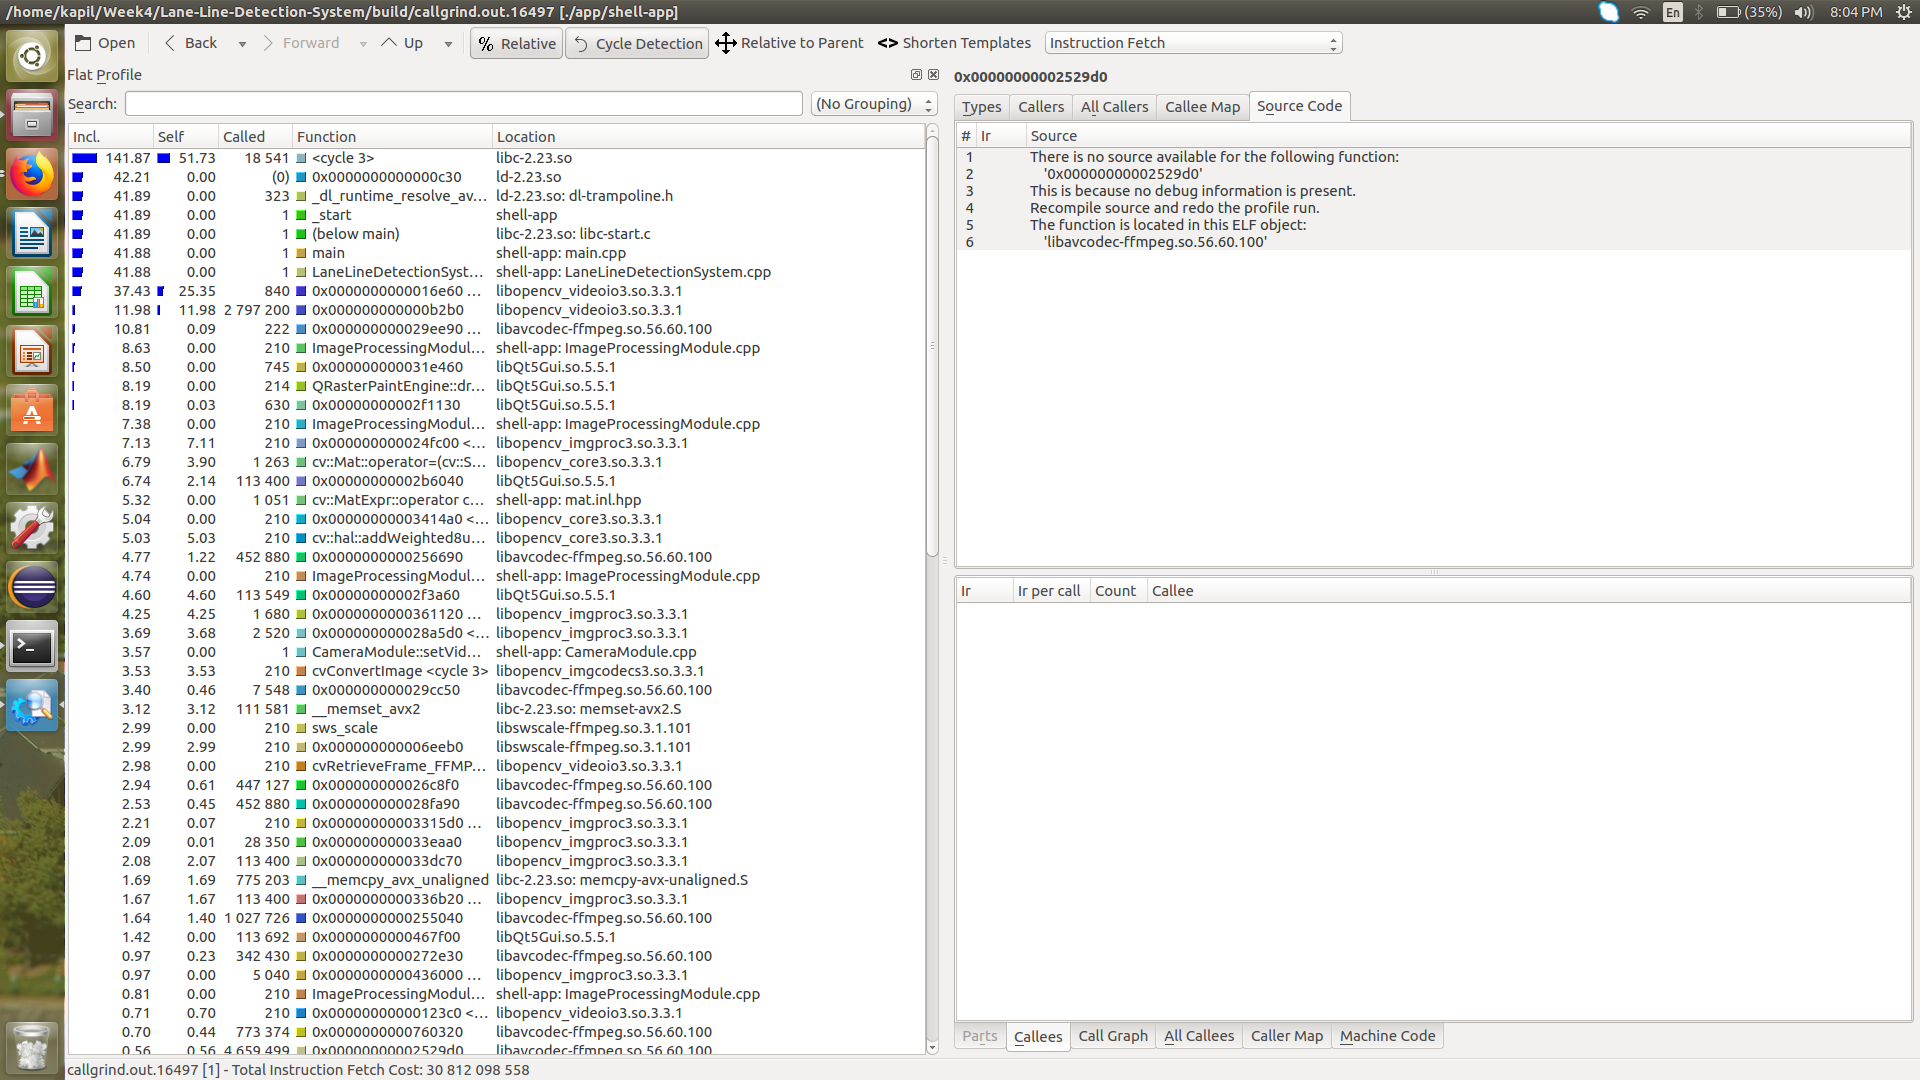 /home/kapil/Week4/Lane-Line-Detection-System/build/callgrind.out.16497 [./app/shell-app] En (35%) 8:04 PM
Open Back Forward Up % Relative Cycle Detection Relative to Parent <> Shorten Templates Instruction Fetch
Flat Profile
Search: (No Grouping)
Incl. Self Called Function Location
141.87 51.73 18 541 <cycle 3> libc-2.23.so
42.21 0.00 (0) 0x0000000000000c30 ld-2.23.so
41.89 0.00 323 _dl_runtime_resolve_av... ld-2.23.so: dl-trampoline.h
41.89 0.00 1 _start shell-app
41.89 0.00 1 (below main) libc-2.23.so: libc-start.c
41.88 0.00 1 main shell-app: main.cpp
41.88 0.00 1 LaneLineDetectionSyst... shell-app: LaneLineDetectionSystem.cpp
37.43 25.35 840 0x0000000000016e60 ... libopencv_videoio3.so.3.3.1
11.98 11.98 2 797 200 0x000000000000b2b0 libopencv_videoio3.so.3.3.1
10.81 0.09 222 0x000000000029ee90 ... libavcodec-ffmpeg.so.56.60.100
8.63 0.00 210 ImageProcessingModul... shell-app: ImageProcessingModule.cpp
8.50 0.00 745 0x000000000031e460 libQt5Gui.so.5.5.1
8.19 0.00 214 QRasterPaintEngine::dr... libQt5Gui.so.5.5.1
8.19 0.03 630 0x00000000002f1130 libQt5Gui.so.5.5.1
7.38 0.00 210 ImageProcessingModul... shell-app: ImageProcessingModule.cpp
7.13 7.11 210 0x000000000024fc00 <... libopencv_imgproc3.so.3.3.1
6.79 3.90 1 263 cv::Mat::operator=(cv::S... libopencv_core3.so.3.3.1
6.74 2.14 113 400 0x00000000002b6040 libQt5Gui.so.5.5.1
5.32 0.00 1 051 cv::MatExpr::operator c... shell-app: mat.inl.hpp
5.04 0.00 210 0x00000000003414a0 <... libopencv_core3.so.3.3.1
5.03 5.03 210 cv::hal::addWeighted8u... libopencv_core3.so.3.3.1
4.77 1.22 452 880 0x0000000000256690 libavcodec-ffmpeg.so.56.60.100
4.74 0.00 210 ImageProcessingModul... shell-app: ImageProcessingModule.cpp
4.60 4.60 113 549 0x00000000002f3a60 libQt5Gui.so.5.5.1
4.25 4.25 1 680 0x0000000000361120 ... libopencv_imgproc3.so.3.3.1
3.69 3.68 2 520 0x000000000028a5d0 <... libopencv_imgproc3.so.3.3.1
3.57 0.00 1 CameraModule::setVid... shell-app: CameraModule.cpp
3.53 3.53 210 cvConvertImage <cycle 3> libopencv_imgcodecs3.so.3.3.1
3.40 0.46 7 548 0x000000000029cc50 libavcodec-ffmpeg.so.56.60.100
3.12 3.12 111 581 __memset_avx2 libc-2.23.so: memset-avx2.S
2.99 0.00 210 sws_scale libswscale-ffmpeg.so.3.1.101
2.99 2.99 210 0x000000000006eeb0 libswscale-ffmpeg.so.3.1.101
2.98 0.00 210 cvRetrieveFrame_FFMP... libopencv_videoio3.so.3.3.1
2.94 0.61 447 127 0x000000000026c8f0 libavcodec-ffmpeg.so.56.60.100
2.53 0.45 452 880 0x000000000028fa90 libavcodec-ffmpeg.so.56.60.100
2.21 0.07 210 0x00000000003315d0 ... libopencv_imgproc3.so.3.3.1
2.09 0.01 28 350 0x000000000033eaa0 libopencv_imgproc3.so.3.3.1
2.08 2.07 113 400 0x000000000033dc70 libopencv_imgproc3.so.3.3.1
1.69 1.69 775 203 __memcpy_avx_unaligned libc-2.23.so: memcpy-avx-unaligned.S
1.67 1.67 113 400 0x0000000000336b20 ... libopencv_imgproc3.so.3.3.1
1.64 1.40 1 027 726 0x0000000000255040 libavcodec-ffmpeg.so.56.60.100
1.42 0.00 113 692 0x0000000000467f00 libQt5Gui.so.5.5.1
0.97 0.23 342 430 0x0000000000272e30 libavcodec-ffmpeg.so.56.60.100
0.97 0.00 5 040 0x0000000000436000 ... libopencv_imgproc3.so.3.3.1
0.81 0.00 210 ImageProcessingModul... shell-app: ImageProcessingModule.cpp
0.71 0.70 210 0x00000000000123c0 <... libopencv_videoio3.so.3.3.1
0.70 0.44 773 374 0x0000000000760320 libavcodec-ffmpeg.so.56.60.100
0.56 0.56 4 659 499 0x00000000002529d0 libavcodec-ffmpeg.so.56.60.100
callgrind.out.16497 [1] - Total Instruction Fetch Cost: 30 812 098 558
0x00000000002529d0
Types Callers All Callers Callee Map Source Code
# Ir Source
1 There is no source available for the following function:
2 '0x00000000002529d0'
3 This is because no debug information is present.
4 Recompile source and redo the profile run.
5 The function is located in this ELF object:
6 'libavcodec-ffmpeg.so.56.60.100'
Ir Ir per call Count Callee
Parts Callees Call Graph All Callees Caller Map Machine Code